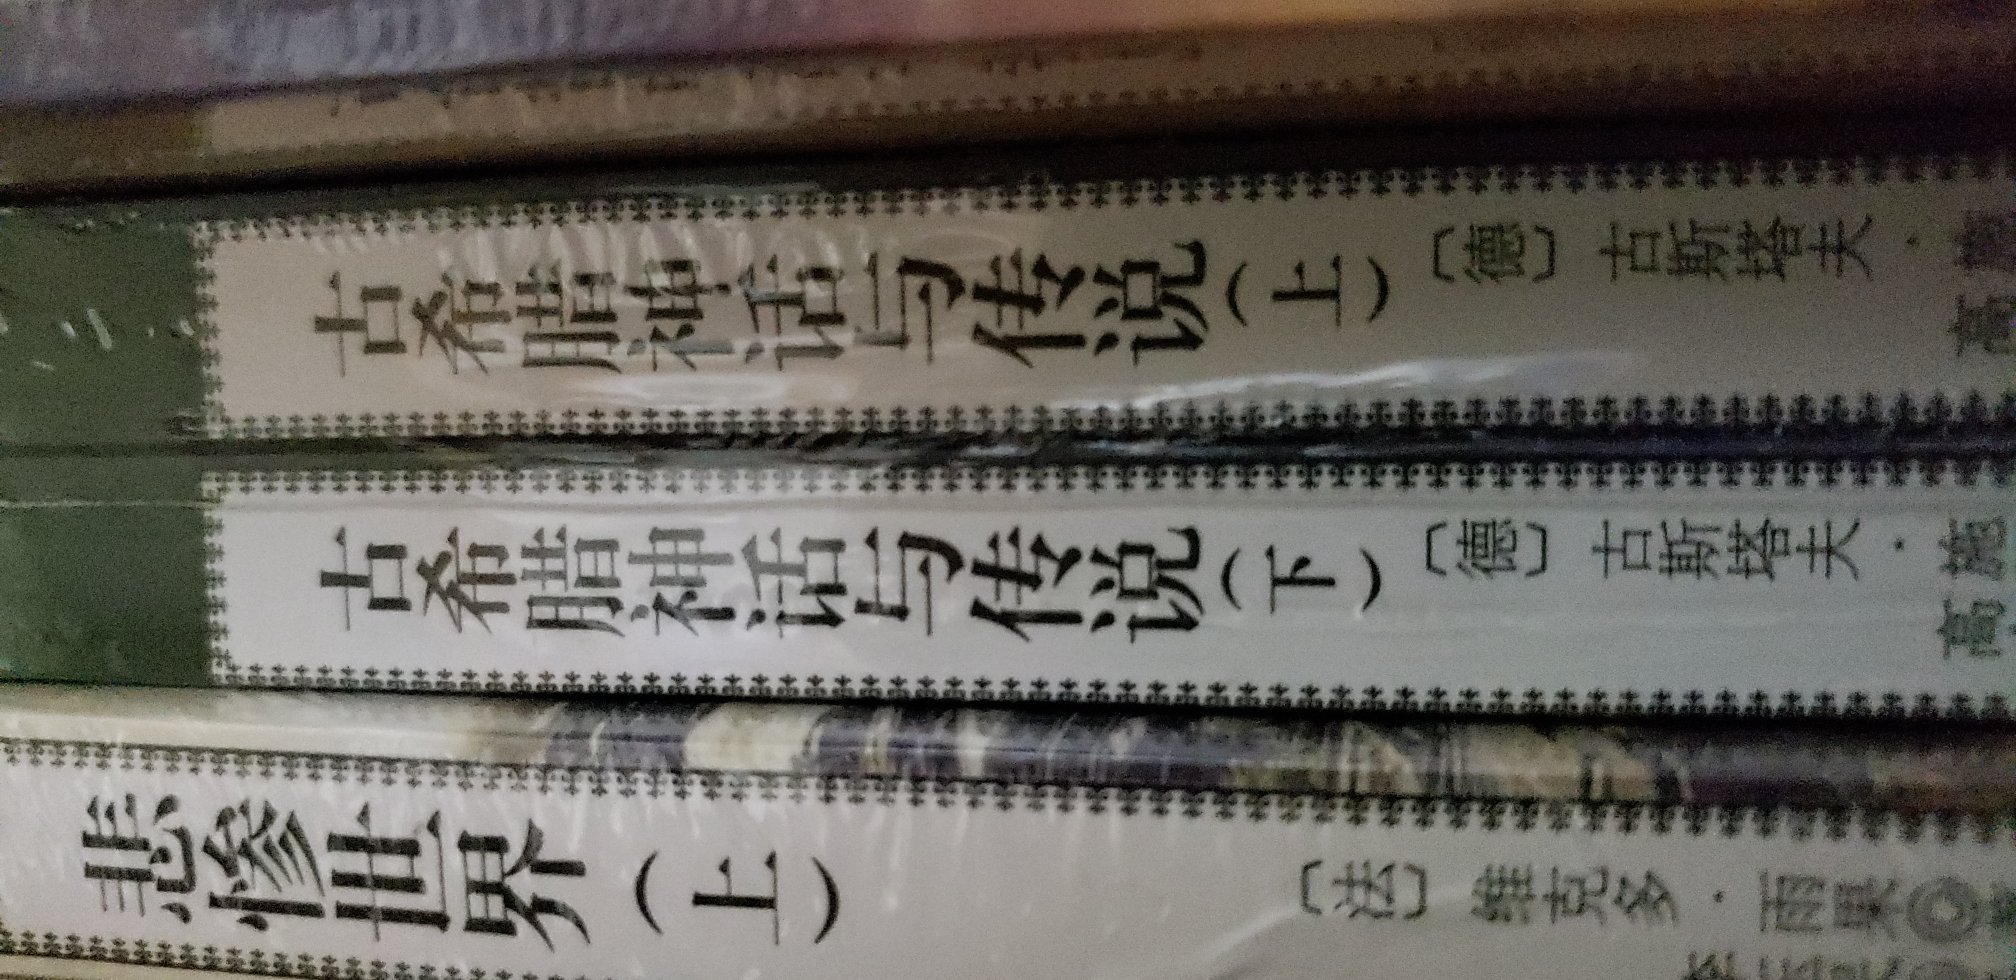 古希腊神话与传说(上)〔德〕古斯塔夫·施
高
古希腊神话与传说(下)〔德〕古斯塔夫·施
高
悲惨世界(上)〔法〕维克多·雨果